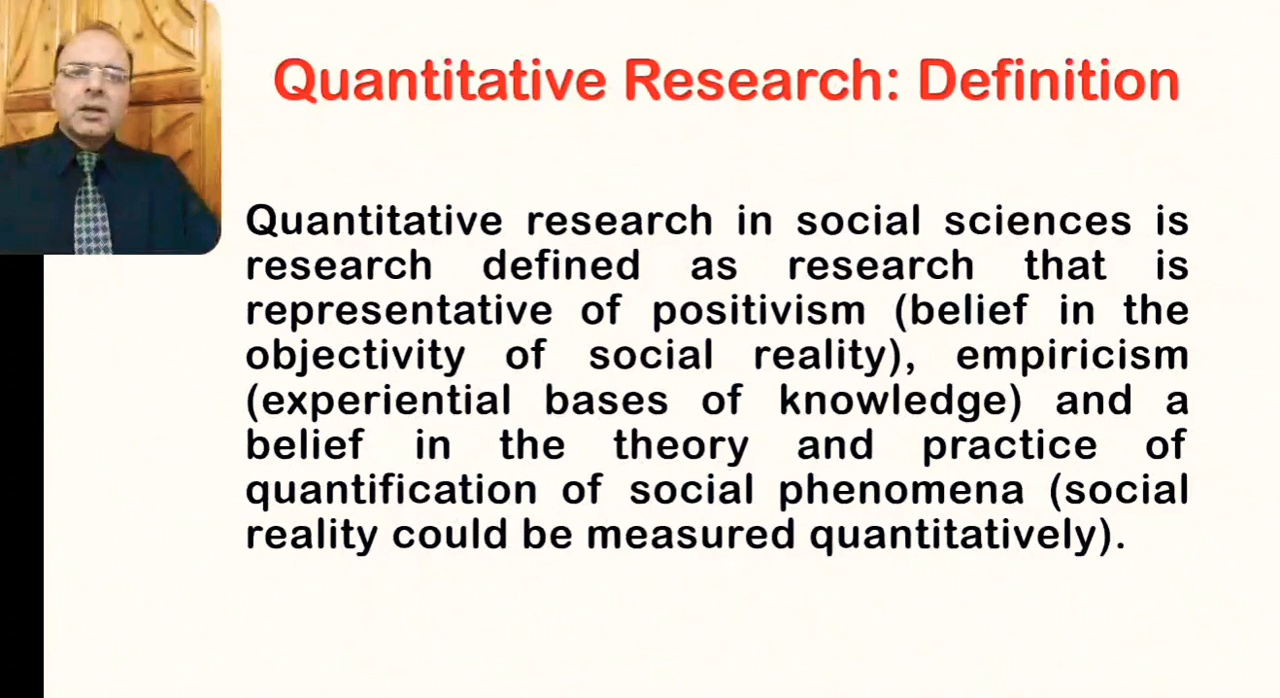 Quantitative Research: Definition
Quantitative research in social sciences is
research defined as research that is
representative of positivism (belief in the
objectivity of social reality), empiricism
(experiential bases of knowledge) and a
belief in the theory and practice of
quantification of social phenomena (social
reality could be measured quantitatively).